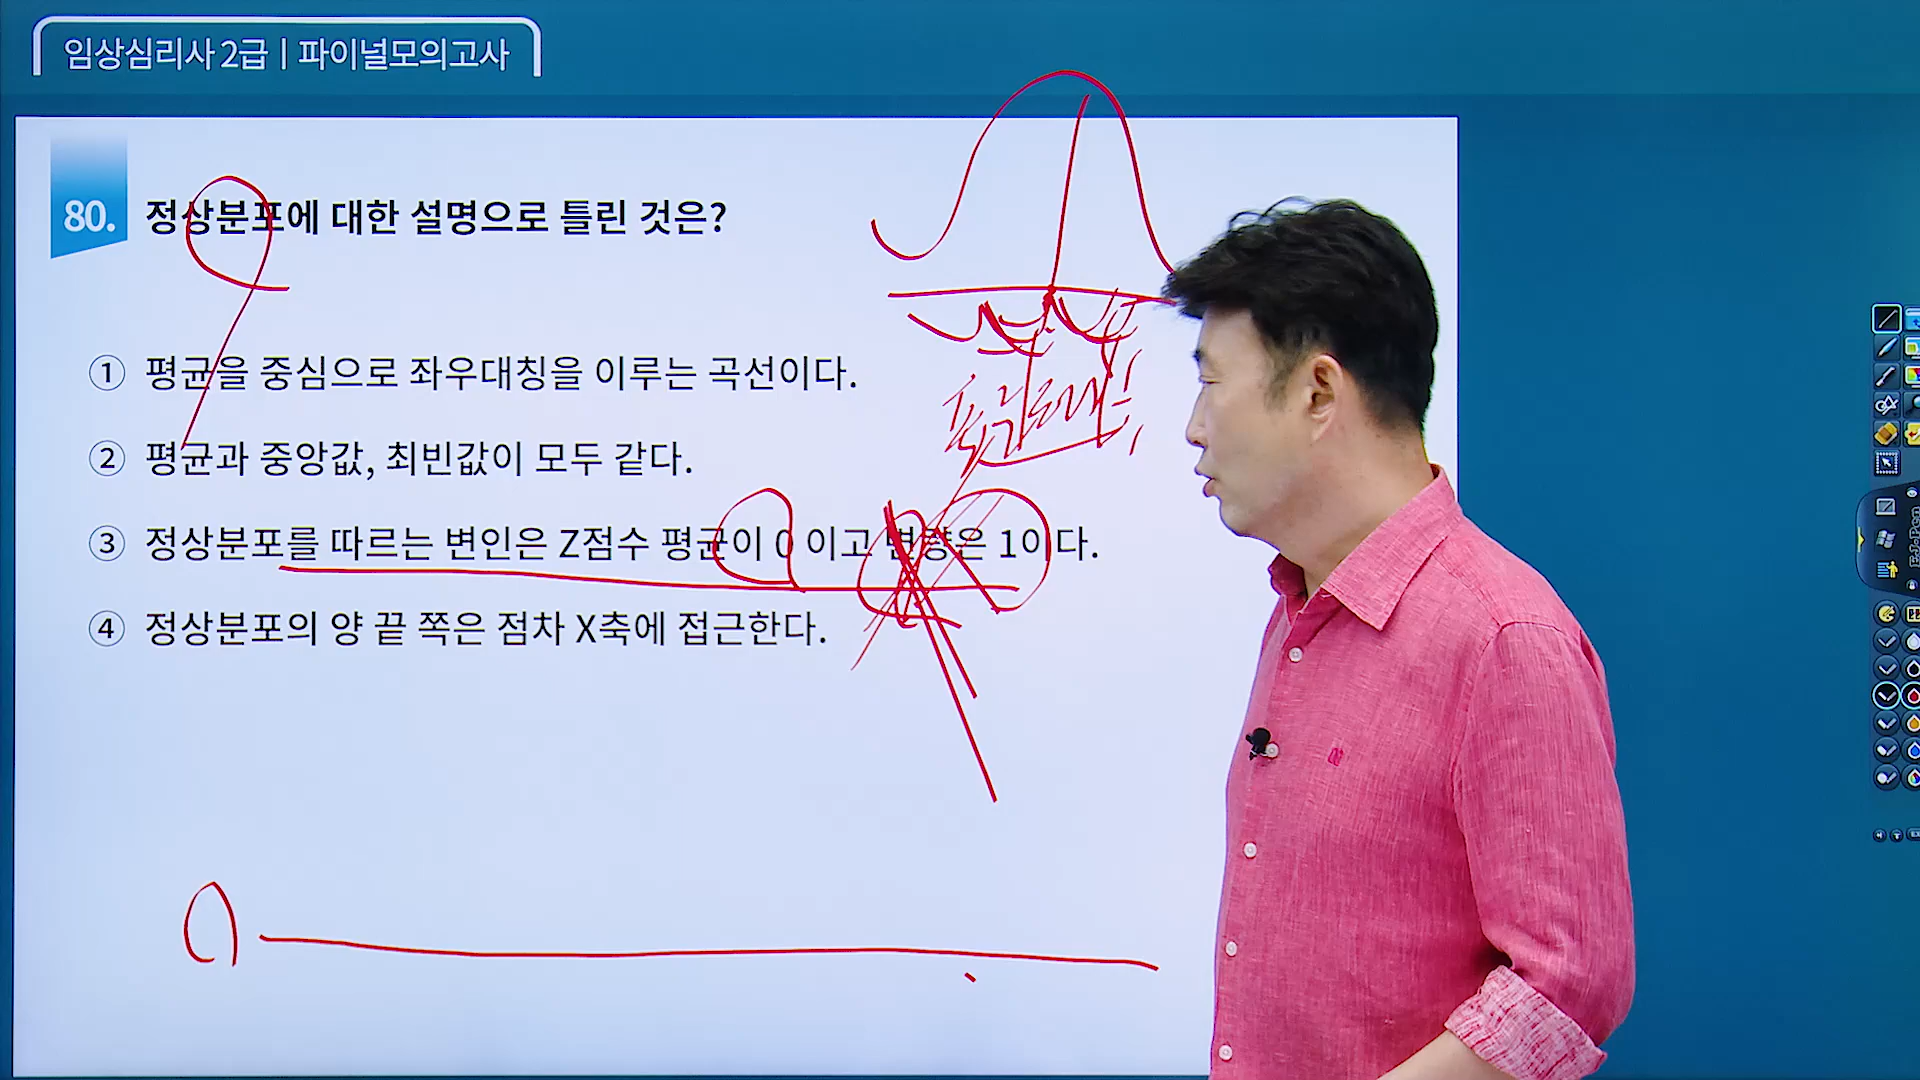 임상심리사 2급 | 파이널모의고사
80. 정상분포에 대한 설명으로 틀린 것은?
① 평균을 중심으로 좌우대칭을 이루는 곡선이다.
② 평균과 중앙값, 최빈값이 모두 같다.
③ 정상분포를 따르는 변인은 Z점수 평균이 0 이고 변량은 1이다.
④ 정상분포의 양 끝 쪽은 점차 X축에 접근한다.